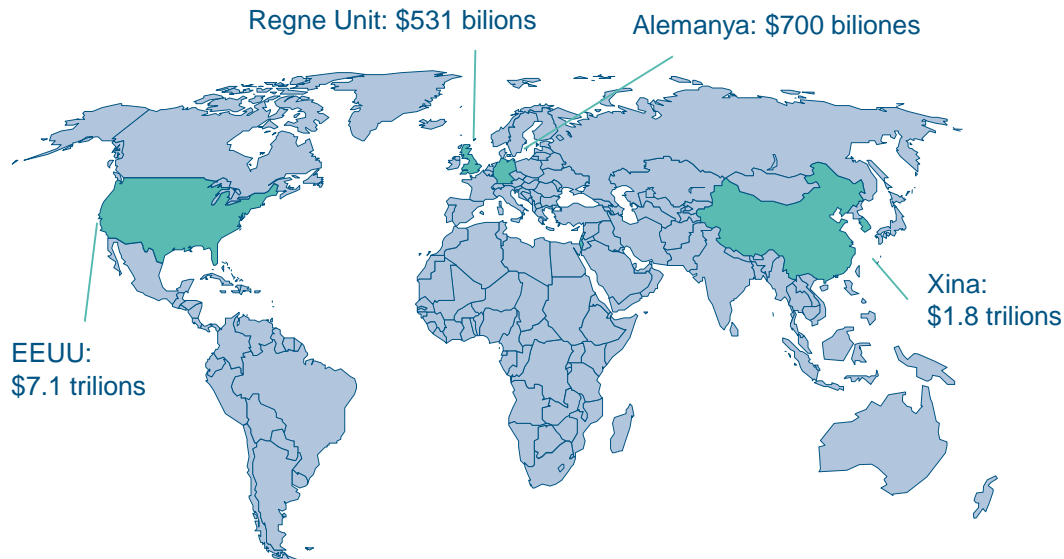 Regne Unit: $531 bilions
Alemanya: $700 biliones
Xina:
$1.8 trilions
EEUU:
$7.1 trilions